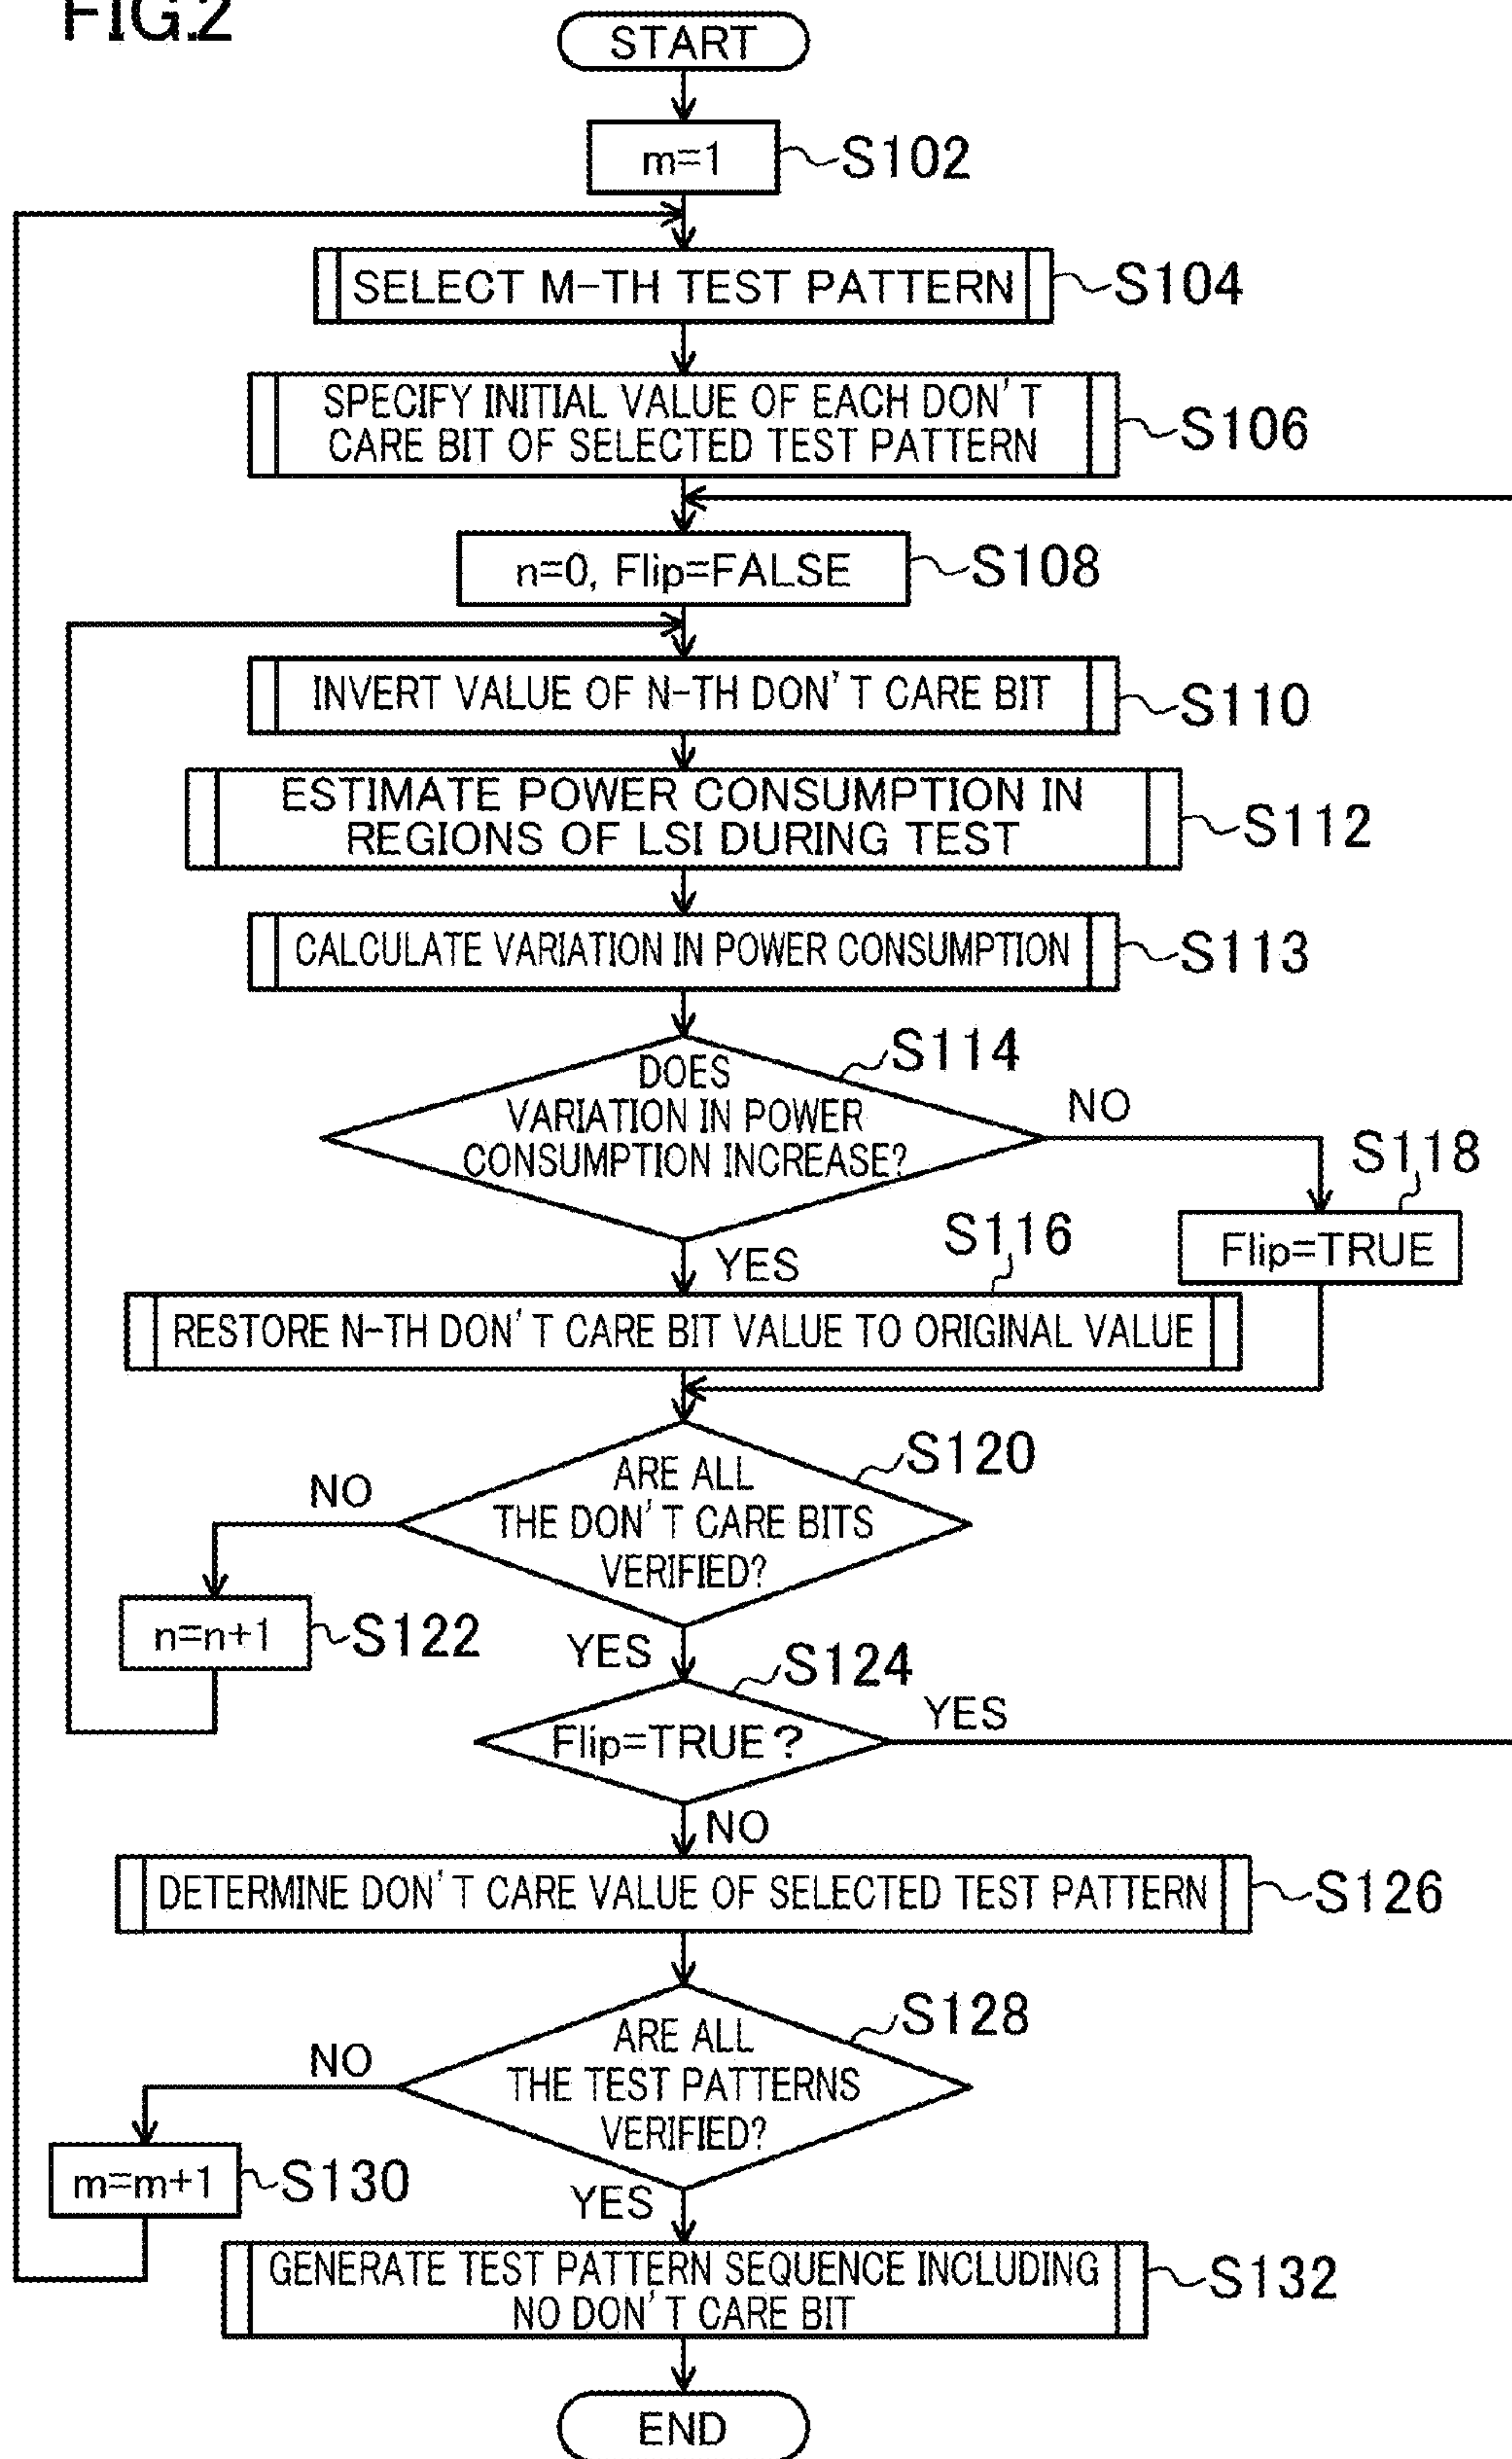 FIG.2
START
m=1
S102
SELECT M-TH TEST PATTERN
S104
SPECIFY INITIAL VALUE OF EACH DON'T
CARE BIT OF SELECTED TEST PATTERN
S106
n=0, Flip=FALSE
S108
INVERT VALUE OF N-TH DON'T CARE BIT
S110
ESTIMATE POWER CONSUMPTION IN
REGIONS OF LSI DURING TEST
S112
CALCULATE VARIATION IN POWER CONSUMPTION
S113
S114
DOES
VARIATION IN POWER
CONSUMPTION INCREASE?
NO
S118
Flip=TRUE
YES
S116
RESTORE N-TH DON'T CARE BIT VALUE TO ORIGINAL VALUE
S120
ARE ALL
THE DON'T CARE BITS
VERIFIED?
NO
n=n+1
S122
YES
S124
Flip=TRUE?
YES
NO
DETERMINE DON'T CARE VALUE OF SELECTED TEST PATTERN
S126
S128
ARE ALL
THE TEST PATTERNS
VERIFIED?
NO
m=m+1
S130
YES
GENERATE TEST PATTERN SEQUENCE INCLUDING
NO DON'T CARE BIT
S132
END